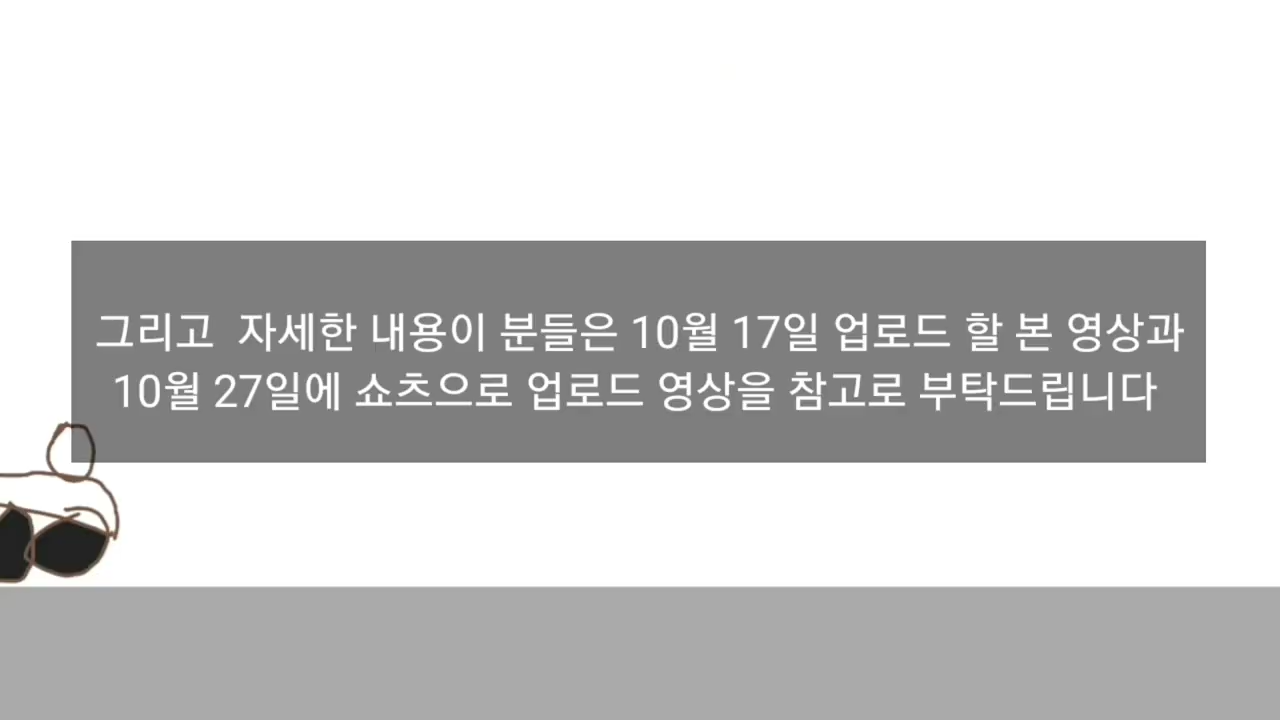 그리고  자세한 내용이 분들은 10월 17일 업로드 할 본 영상과
10월 27일에 쇼츠으로 업로드 영상을 참고로 부탁드립니다